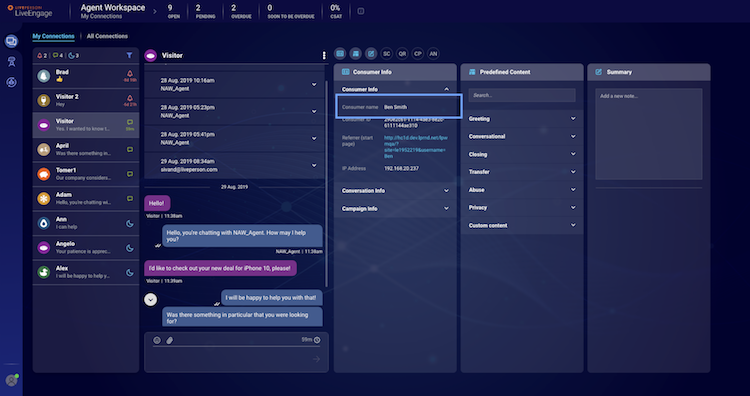 LIVEPERSON
LiveEngage
Agent Workspace
My Connections
9
OPEN
2
PENDING
2
OVERDUE
0
SOON TO BE OVERDUE
0%
CSAT
My Connections
All Connections
2
4
3
Brad
Visitor 2
Hey
Visitor
Yes, I wanted to know t...
April
Was there something in...
Tomer1
Our company considers...
Adam
Hello, you're chatting wi...
Ann
I can help
Angelo
Your patience is apprec...
Alex
I will be happy to help y...
Visitor
28 Aug. 2019 10:16am
NAW_Agent
28 Aug. 2019 05:23pm
NAW_Agent
28 Aug. 2019 05:41pm
NAW_Agent
29 Aug. 2019 08:34am
sivand@liveperson.com
29 Aug. 2019
Hello!
Visitor | 11:38am
Hello, you're chatting with NAW_Agent. How may I help
you?
NAW_Agent | 11:38am
I'd like to check out your new deal for iPhone 10, please!
Visitor | 11:39am
I will be happy to help you with that!
Was there something in particular that you were looking
for?
39m
SC
QR
CP
AN
Consumer Info
Consumer Info
Consumer name
Ben Smith
Consumer ID
6111144ae310
Referrer (start
page)
IP Address
192.168.20.237
Conversation Info
Campaign Info
Predefined Content
Search...
Greeting
Conversational
Closing
Transfer
Abuse
Privacy
Custom content
Summary
Add a new note...